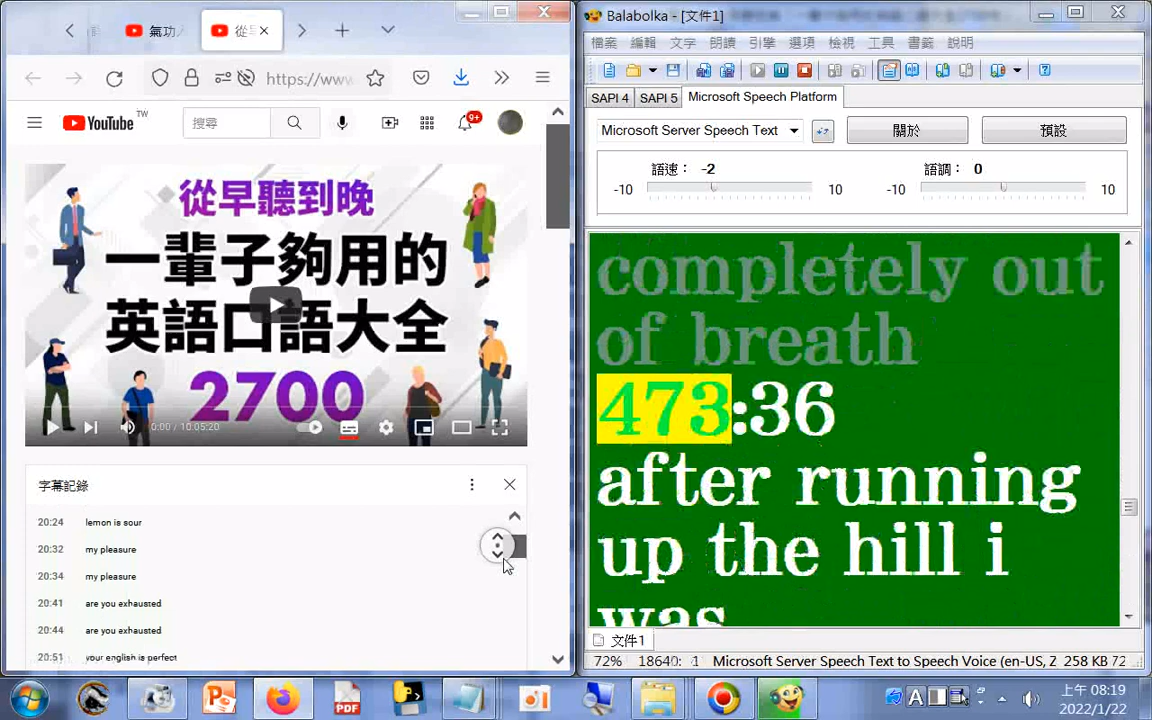 氣功
從
https://www
YouTube TW
搜尋
9+
從早聽到晚
一輩子夠用的
英語口語大全
2700
0:00 / 10:05:20
字幕記錄
20:24 lemon is sour
20:32 my pleasure
20:34 my pleasure
20:41 are you exhausted
20:44 are you exhausted
20:51 your english is perfect
Balabolka - [文件1]
檔案 編輯 文字 朗讀 引擎 選項 檢視 工具 書籤 說明
SAPI 4 SAPI 5 Microsoft Speech Platform
Microsoft Server Speech Text
關於
預設
語速： -2
語調： 0
-10 10 -10 10
completely out
of breath
473:36
after running
up the hill i
was
文件1
72% 18640: 1 Microsoft Server Speech Text to Speech Voice (en-US, Z 258 KB 72
PDF
A
上午 08:19
2022/1/22